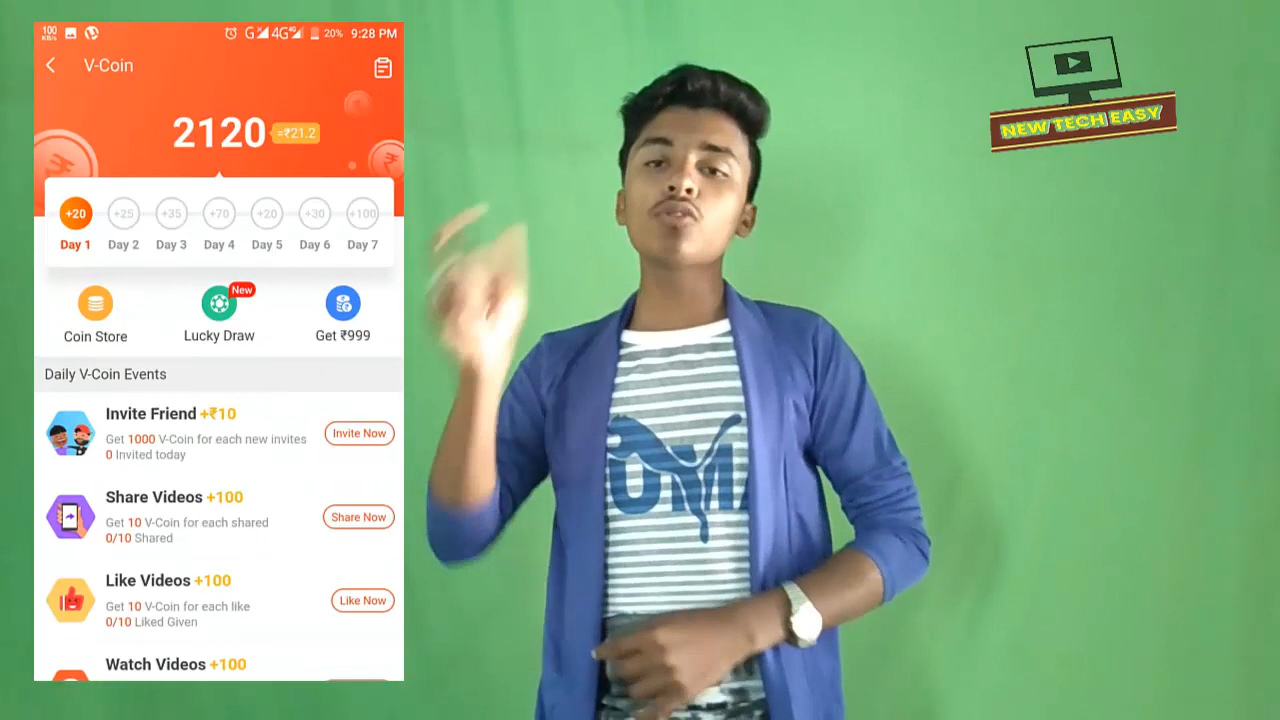 100
KB/s
G 4G 4G 20% 9:28 PM
V-Coin
2120 =₹21.2
+20 +25 +35 +70 +20 +30 +100
Day 1 Day 2 Day 3 Day 4 Day 5 Day 6 Day 7
New
Coin Store Lucky Draw Get ₹999
Daily V-Coin Events
Invite Friend +₹10
Get 1000 V-Coin for each new invites
0 Invited today
Invite Now
Share Videos +100
Get 10 V-Coin for each shared
0/10 Shared
Share Now
Like Videos +100
Get 10 V-Coin for each like
0/10 Liked Given
Like Now
Watch Videos +100
NEW TECH EASY